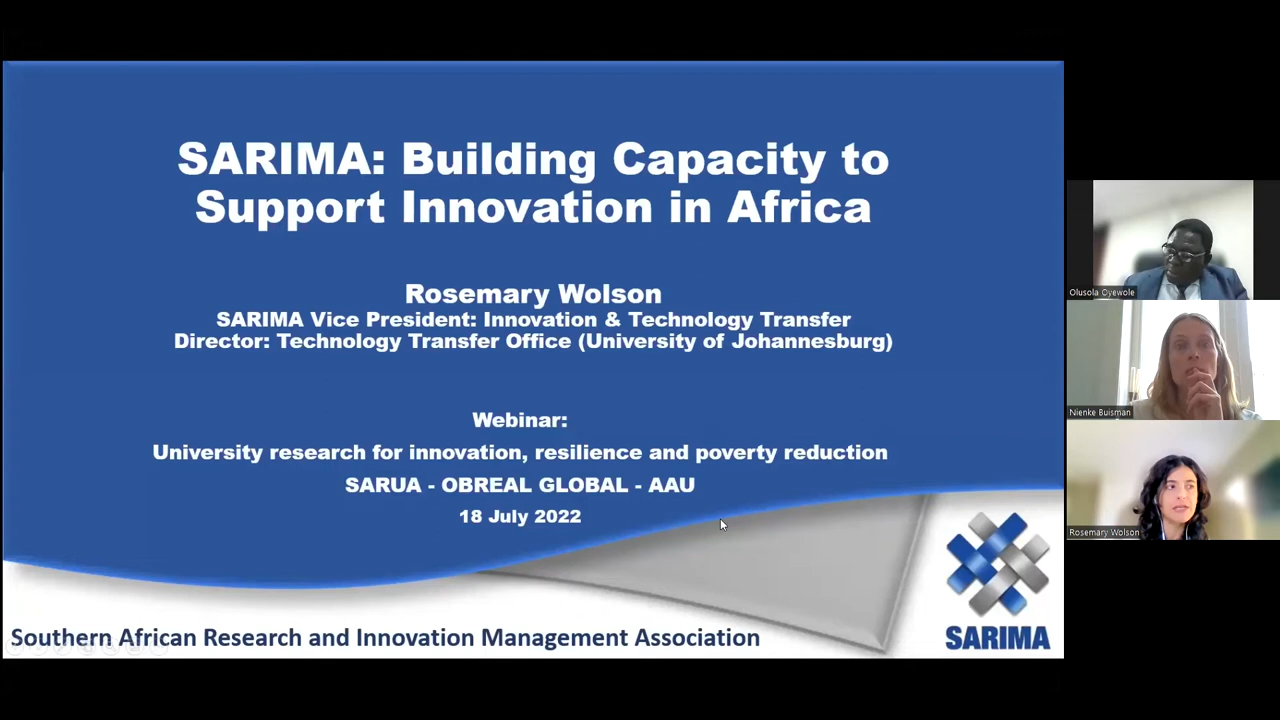 SARIMA: Building Capacity to
Support Innovation in Africa
Rosemary Wolson
SARIMA Vice President: Innovation & Technology Transfer
Director: Technology Transfer Office (University of Johannesburg)
Webinar:
University research for innovation, resilience and poverty reduction
SARUA - OBREAL GLOBAL - AAU
18 July 2022
Southern African Research and Innovation Management Association
SARIMA
Olusola Oyewole
Nienke Buisman
Rosemary Wolson